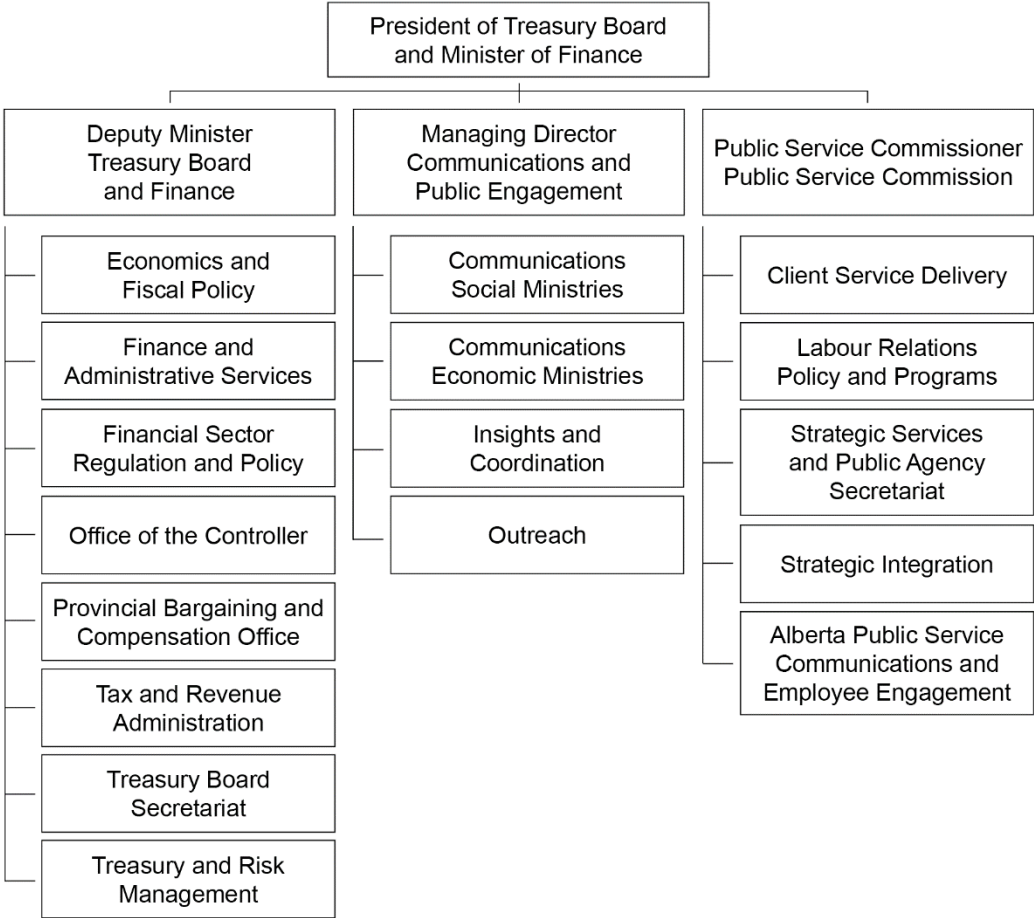 President of Treasury Board
and Minister of Finance
Deputy Minister
Treasury Board
and Finance
Economics and
Fiscal Policy
Finance and
Administrative Services
Financial Sector
Regulation and Policy
Office of the Controller
Provincial Bargaining and
Compensation Office
Tax and Revenue
Administration
Treasury Board
Secretariat
Treasury and Risk
Management
Managing Director
Communications and
Public Engagement
Communications
Social Ministries
Communications
Economic Ministries
Insights and
Coordination
Outreach
Public Service Commissioner
Public Service Commission
Client Service Delivery
Labour Relations
Policy and Programs
Strategic Services
and Public Agency
Secretariat
Strategic Integration
Alberta Public Service
Communications and
Employee Engagement